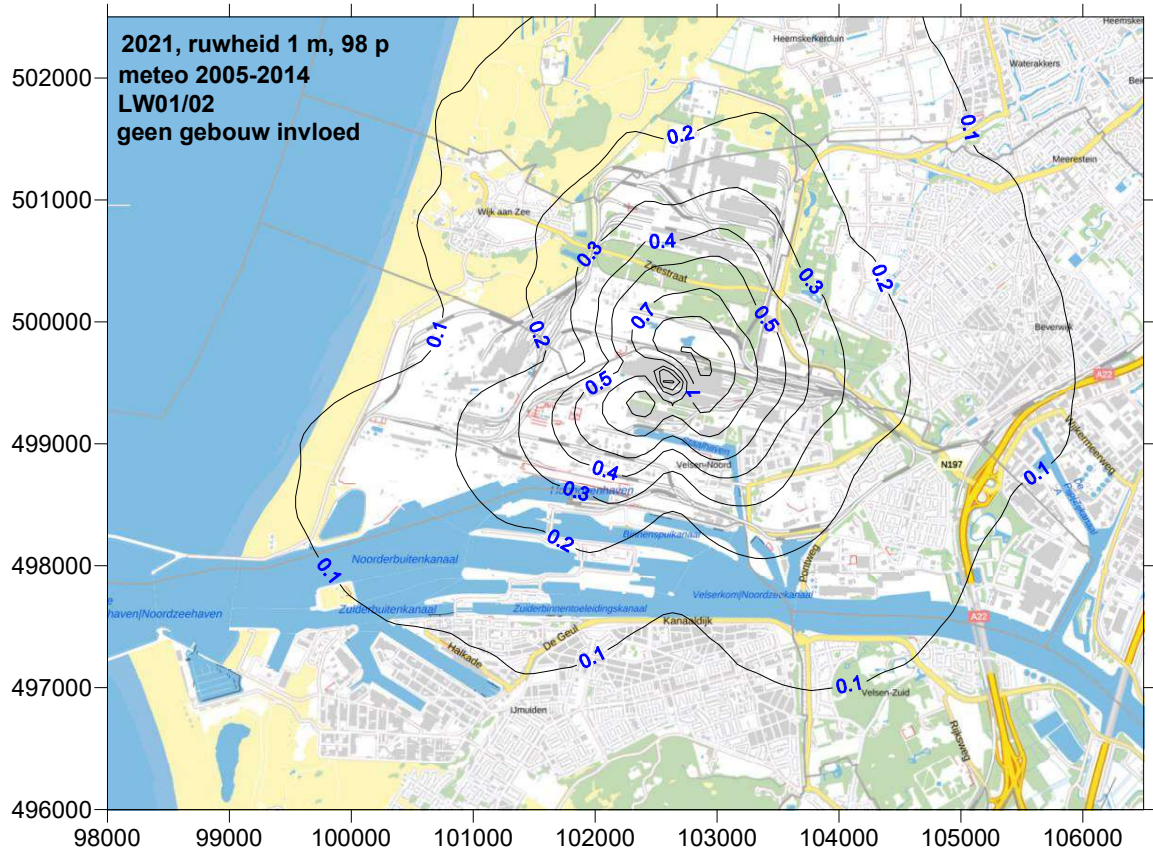 2021, ruwheid 1 m, 98 p
meteo 2005-2014
LW01/02
geen gebouw invloed
502000
501000
500000
499000
498000
497000
496000
98000
99000
100000
101000
102000
103000
104000
105000
106000
Heemskerkerduin
Waterakkers
Meerestein
Wijk aan Zee
Zeestraat
Beverwijk
A22
Wijkermeerweg
N197
Velsen-Noord
Binnenspuikanaal
Noorderbuitenkanaal
Pontweg
Velserkom|Noordzeekanaal
Zuiderbuitenkanaal
Zuiderbinnentoeleidingskanaal
haven|Noordzeehaven
A22
Kanaaldijk
De Geul
Halkade
Velsen-Zuid
IJmuiden
Rijksweg
0.1
0.2
0.3
0.4
0.3
0.2
0.7
0.5
0.1
0.2
0.5
1
0.4
0.3
0.2
0.1
0.1
0.1
0.1